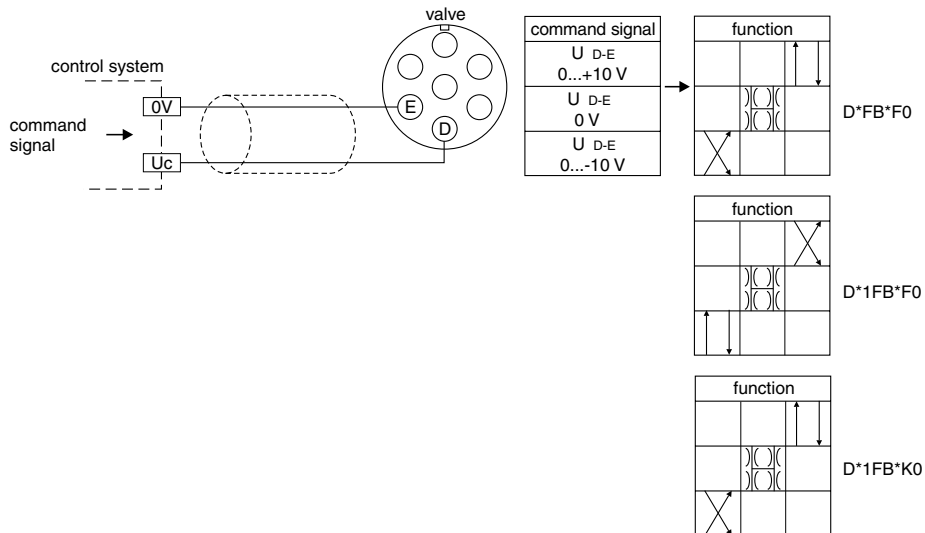 valve
control system
0V
command
signal
Uc
E
D
command signal
U D-E
0...+10 V
U D-E
0 V
U D-E
0...-10 V
function
D*FB*F0
function
D*1FB*F0
function
D*1FB*K0